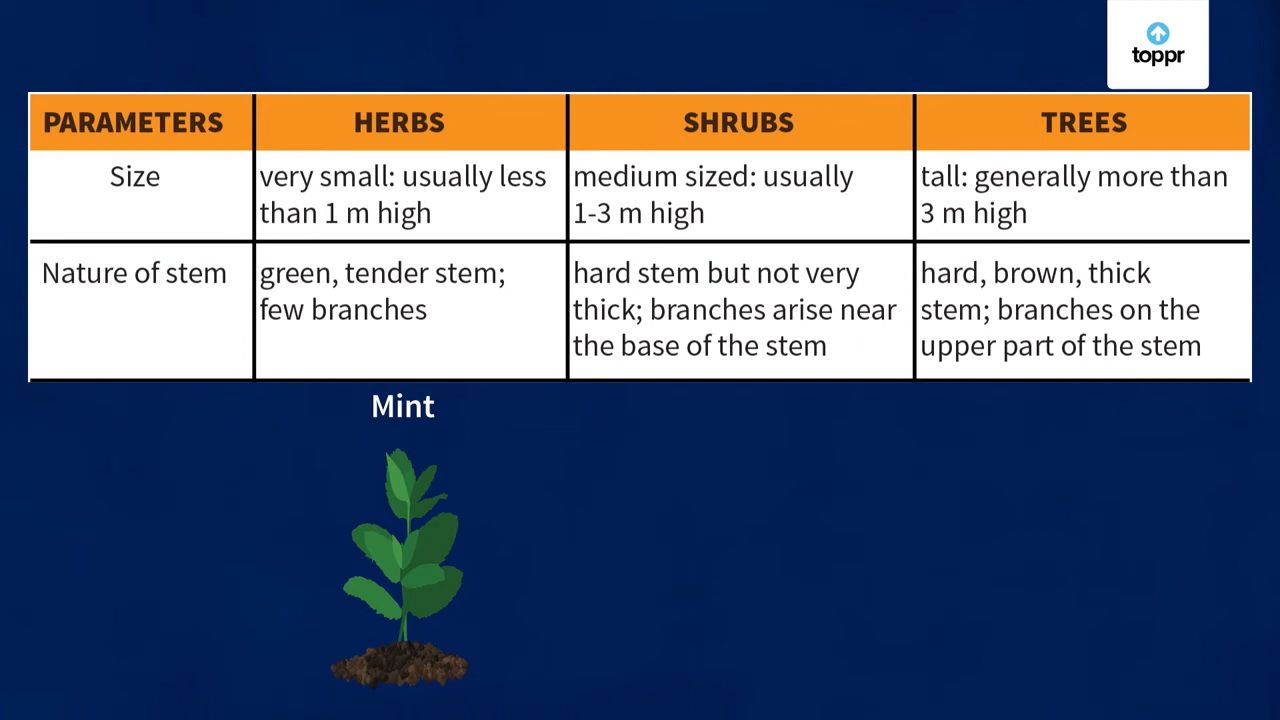 toppr
PARAMETERS HERBS SHRUBS TREES
Size
very small: usually less
than 1 m high
medium sized: usually
1-3 m high
tall: generally more than
3 m high
Nature of stem
green, tender stem;
few branches
hard stem but not very
thick; branches arise near
the base of the stem
hard, brown, thick
stem; branches on the
upper part of the stem
Mint